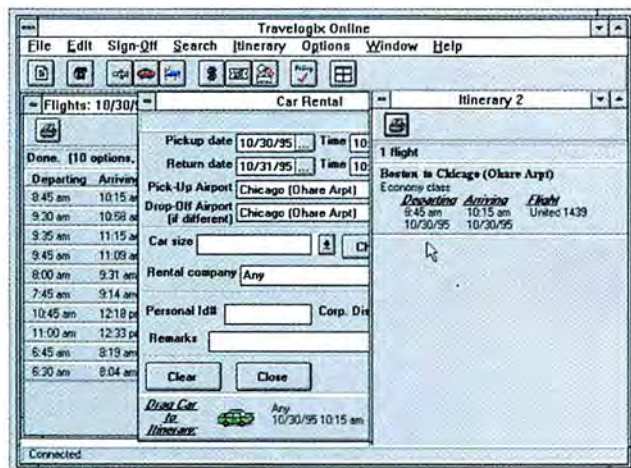 Travelogix Online
File Edit Sign-Off Search Itinerary Options Window Help
Flights: 10/30/
Done. (10 options,
Departing Arriving
8:45 am 10:15 am
9:30 am 10:58 am
9:35 am 11:15 am
9:45 am 11:09 am
8:00 am 9:31 am
7:45 am 9:14 am
10:45 am 12:18 pm
11:00 am 12:33 pm
6:45 am 8:19 am
6:30 am 8:04 am
Car Rental
Pickup date 10/30/95 ... Time 10:
Return date 10/31/95 ... Time 10:
Pick-Up Airport Chicago (Ohare Arpt)
Drop-Off Airport Chicago (Ohare Arpt)
(if different)
Car size Ch
Rental company Any
Personal Id# Corp. Dis
Remarks
Clear Close
Drag Car Any
to 10/30/95 10:15 am
Itinerary.
Itinerary 2
1 flight
Boston to Chicago (Ohare Arpt)
Economy class
Departing Arriving Flight
8:45 am 10:15 am United 1439
10/30/95 10/30/95
Connected